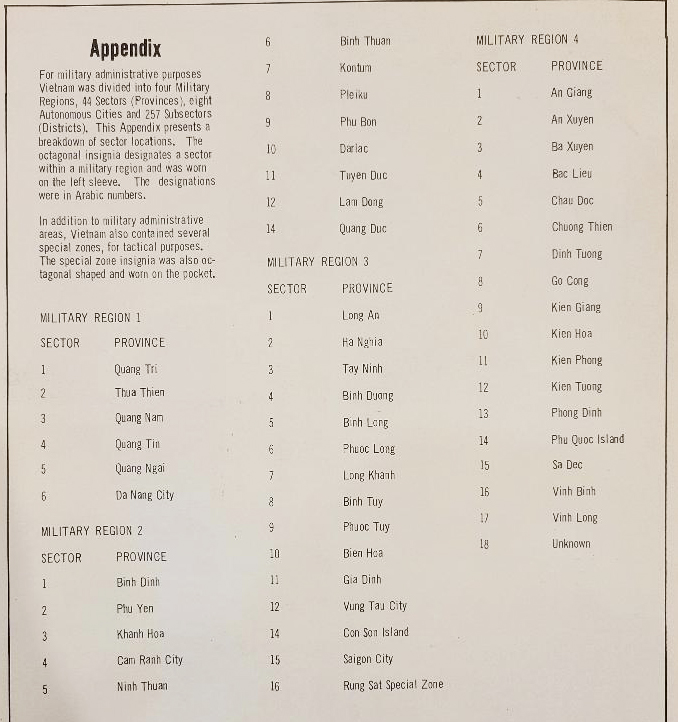 Appendix
For military administrative purposes
Vietnam was divided into four Military
Regions, 44 Sectors (Provinces), eight
Autonomous Cities and 257 Subsectors
(Districts). This Appendix presents a
breakdown of sector locations. The
octagonal insignia designates a sector
within a military region and was worn
on the left sleeve. The designations
were in Arabic numbers.
In addition to military administrative
areas, Vietnam also contained several
special zones, for tactical purposes.
The special zone insignia was also oc-
tagonal shaped and worn on the pocket.
MILITARY REGION 1
SECTOR PROVINCE
1 Quang Tri
2 Thua Thien
3 Quang Nam
4 Quang Tin
5 Quang Ngai
6 Da Nang City
MILITARY REGION 2
SECTOR PROVINCE
1 Binh Dinh
2 Phu Yen
3 Khanh Hoa
4 Cam Ranh City
5 Ninh Thuan
6 Binh Thuan
7 Kontum
8 Pleiku
9 Phu Bon
10 Darlac
11 Tuyen Duc
12 Lam Dong
14 Quang Duc
MILITARY REGION 3
SECTOR PROVINCE
1 Long An
2 Ha Nghia
3 Tay Ninh
4 Binh Duong
5 Binh Long
6 Phuoc Long
7 Long Khanh
8 Binh Tuy
9 Phuoc Tuy
10 Bien Hoa
11 Gia Dinh
12 Vung Tau City
14 Con Son Island
15 Saigon City
16 Rung Sat Special Zone
MILITARY REGION 4
SECTOR PROVINCE
1 An Giang
2 An Xuyen
3 Ba Xuyen
4 Bac Lieu
5 Chau Doc
6 Chuong Thien
7 Dinh Tuong
8 Go Cong
9 Kien Giang
10 Kien Hoa
11 Kien Phong
12 Kien Tuong
13 Phong Dinh
14 Phu Quoc Island
15 Sa Dec
16 Vinh Binh
17 Vinh Long
18 Unknown